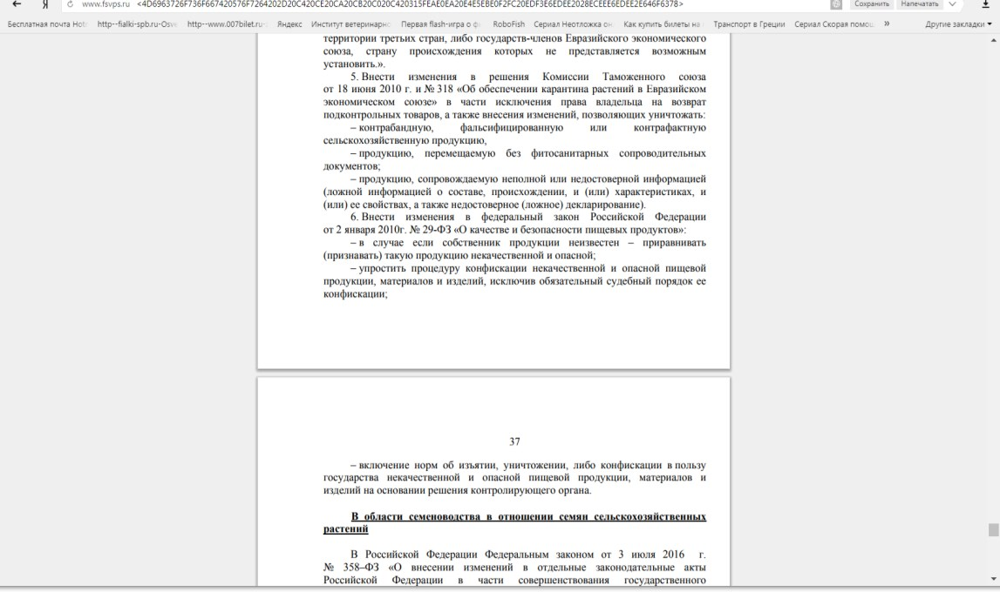 www.fsvps.ru <4D6963726F736F667420576F7264202D20C420CE20CA20CB20C020C420315FEAE0EA20E4E5BE0F2FC20EDF3E6EDEE2028ECEEE6EDEE2E646F6378>
Сохранить Напечатать
Бесплатная почта Hot http--fialki-spb.ru-Osve http--www.007bilet.ru- Яндекс Институт ветеринарн Первая flash-игра о ф RoboFish Сериал Неотложка он Как купить билеты на Транспорт в Греции Сериал Скорая помощ » Другие закладки
территории третьих стран, либо государств-членов Евразийского экономического
союза, страну происхождения которых не представляется возможным
установить.».
5. Внести изменения в решения Комиссии Таможенного союза
от 18 июня 2010 г. и № 318 «Об обеспечении карантина растений в Евразийском
экономическом союзе» в части исключения права владельца на возврат
подконтрольных товаров, а также внесения изменений, позволяющих уничтожать:
– контрабандную, фальсифицированную или контрафактную
сельскохозяйственную продукцию,
– продукцию, перемещаемую без фитосанитарных сопроводительных
документов;
– продукцию, сопровождаемую неполной или недостоверной информацией
(ложной информацией о составе, происхождении, и (или) характеристиках, и
(или) ее свойствах, а также недостоверное (ложное) декларирование).
6. Внести изменения в федеральный закон Российской Федерации
от 2 января 2010г. № 29-ФЗ «О качестве и безопасности пищевых продуктов»:
– в случае если собственник продукции неизвестен – приравнивать
(признавать) такую продукцию некачественной и опасной;
– упростить процедуру конфискации некачественной и опасной пищевой
продукции, материалов и изделий, исключив обязательный судебный порядок ее
конфискации;
37
– включение норм об изъятии, уничтожении, либо конфискации в пользу
государства некачественной и опасной пищевой продукции, материалов и
изделий на основании решения контролирующего органа.
В области семеноводства в отношении семян сельскохозяйственных
растений
В Российской Федерации Федеральным законом от 3 июля 2016 г.
№ 358–ФЗ «О внесении изменений в отдельные законодательные акты
Российской Федерации в части совершенствования государственного